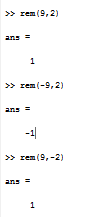 >> rem(9,2)
ans =
1
>> rem(-9,2)
ans =
-1
>> rem(9,-2)
ans =
1